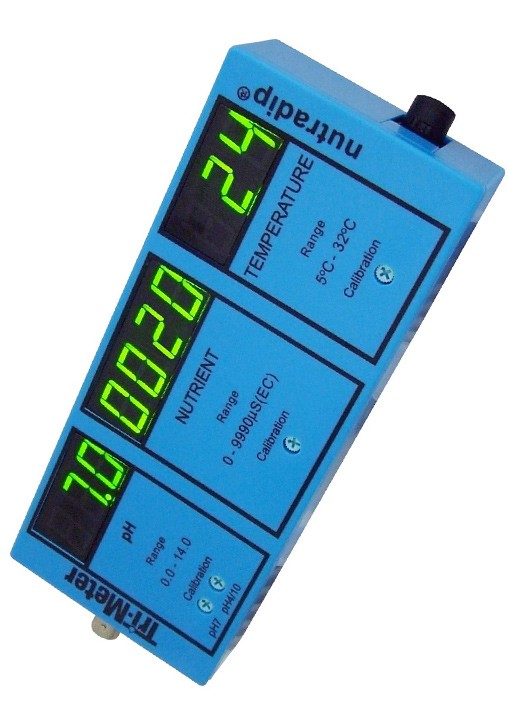 nutradip®
24
TEMPERATURE
Range
5ºC - 32ºC
Calibration
0020
NUTRIENT
Range
0 - 9990µS(EC)
Calibration
7.0
pH
Range
0.0 - 14.0
Calibration
pH7 pH4/10
Tri-Meter